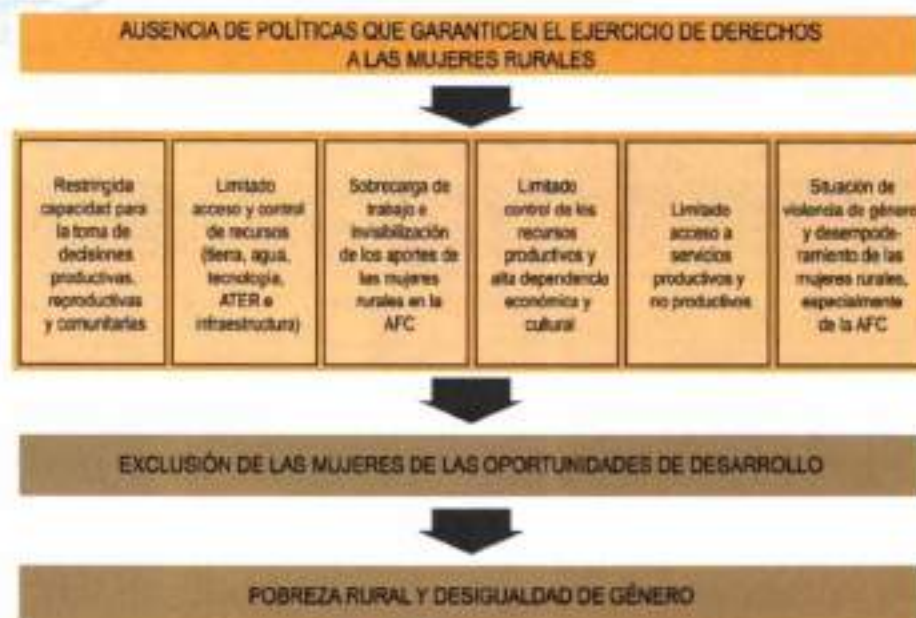 AUSENCIA DE POLÍTICAS QUE GARANTICEN EL EJERCICIO DE DERECHOS
A LAS MUJERES RURALES
Restringida
capacidad para
la toma de
decisiones
productivas,
reproductivas
y comunitarias
Limitado
acceso y control
de recursos
(tierra, agua,
tecnología,
ATER e
infraestructura)
Sobrecarga de
trabajo e
invisibilización
de los aportes de
las mujeres
rurales en la
AFC
Limitado
control de los
recursos
productivos y
alta dependencia
económica y
cultural
Limitado
acceso a
servicios
productivos y
no productivos
Situación de
violencia de género
y desempode-
ramiento de las
mujeres rurales,
especialmente
de la AFC
EXCLUSIÓN DE LAS MUJERES DE LAS OPORTUNIDADES DE DESARROLLO
POBREZA RURAL Y DESIGUALDAD DE GÉNERO